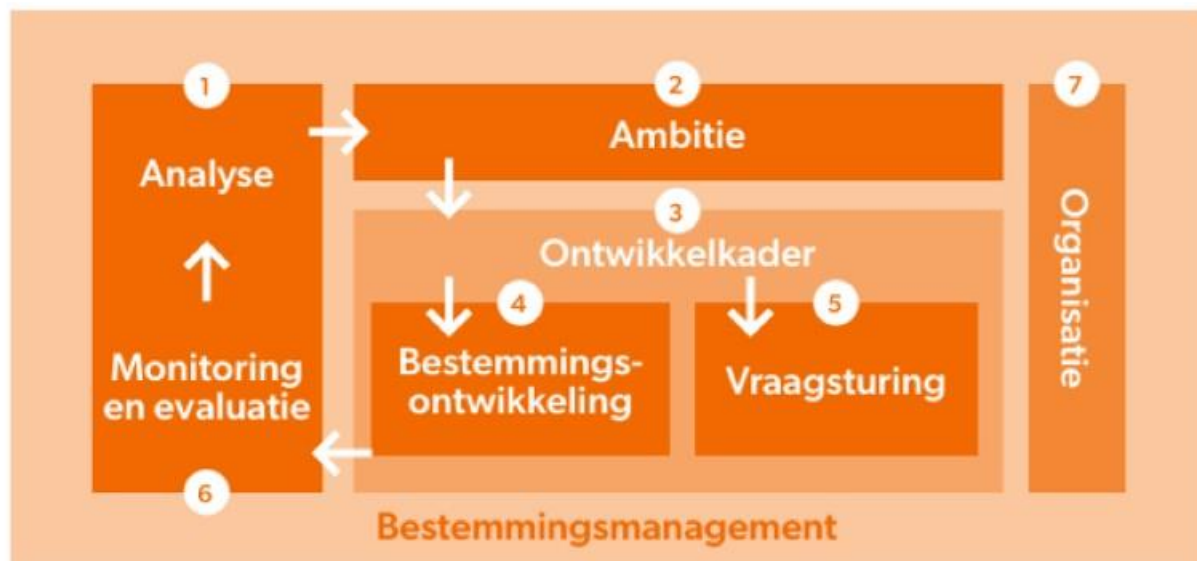 1
Analyse
2
Ambitie
3
Ontwikkelkader
4
Bestemmings-
ontwikkeling
5
Vraagsturing
Monitoring
en evaluatie
6
7
Organisatie
Bestemmingsmanagement